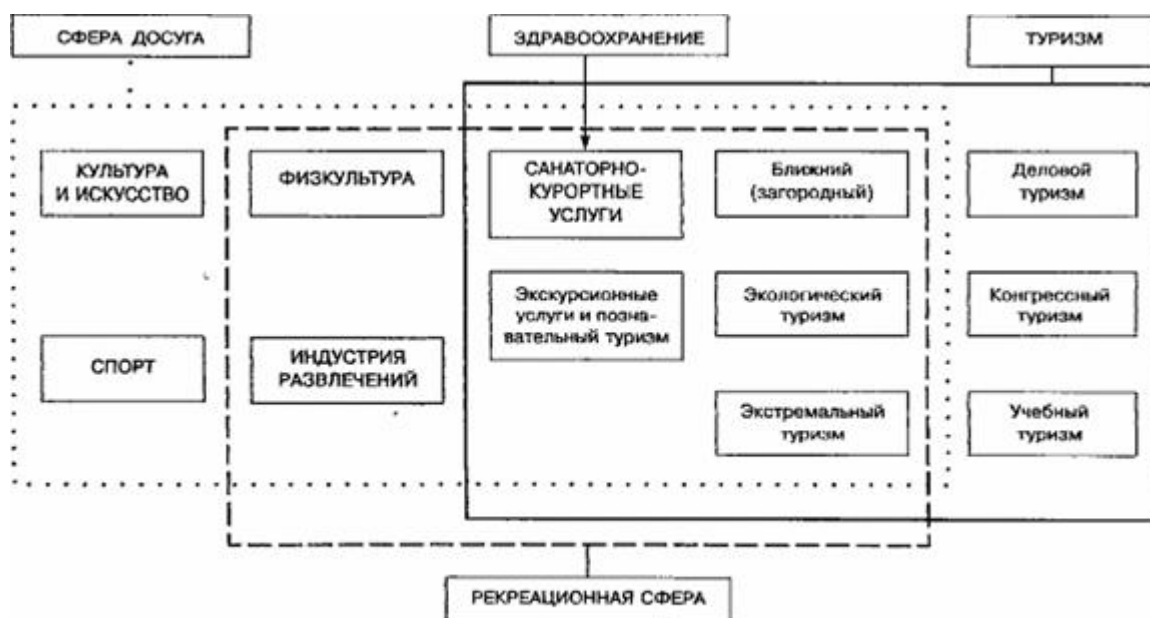 СФЕРА ДОСУГА
ЗДРАВООХРАНЕНИЕ
ТУРИЗМ
КУЛЬТУРА
И ИСКУССТВО
ФИЗКУЛЬТУРА
САНАТОРНО-
КУРОРТНЫЕ
УСЛУГИ
Ближний
(загородный)
Деловой
туризм
Экскурсионные
услуги и позна-
вательный туризм
Экологический
туризм
Конгрессный
туризм
СПОРТ
ИНДУСТРИЯ
РАЗВЛЕЧЕНИЙ
Экстремальный
туризм
Учебный
туризм
РЕКРЕАЦИОННАЯ СФЕРА